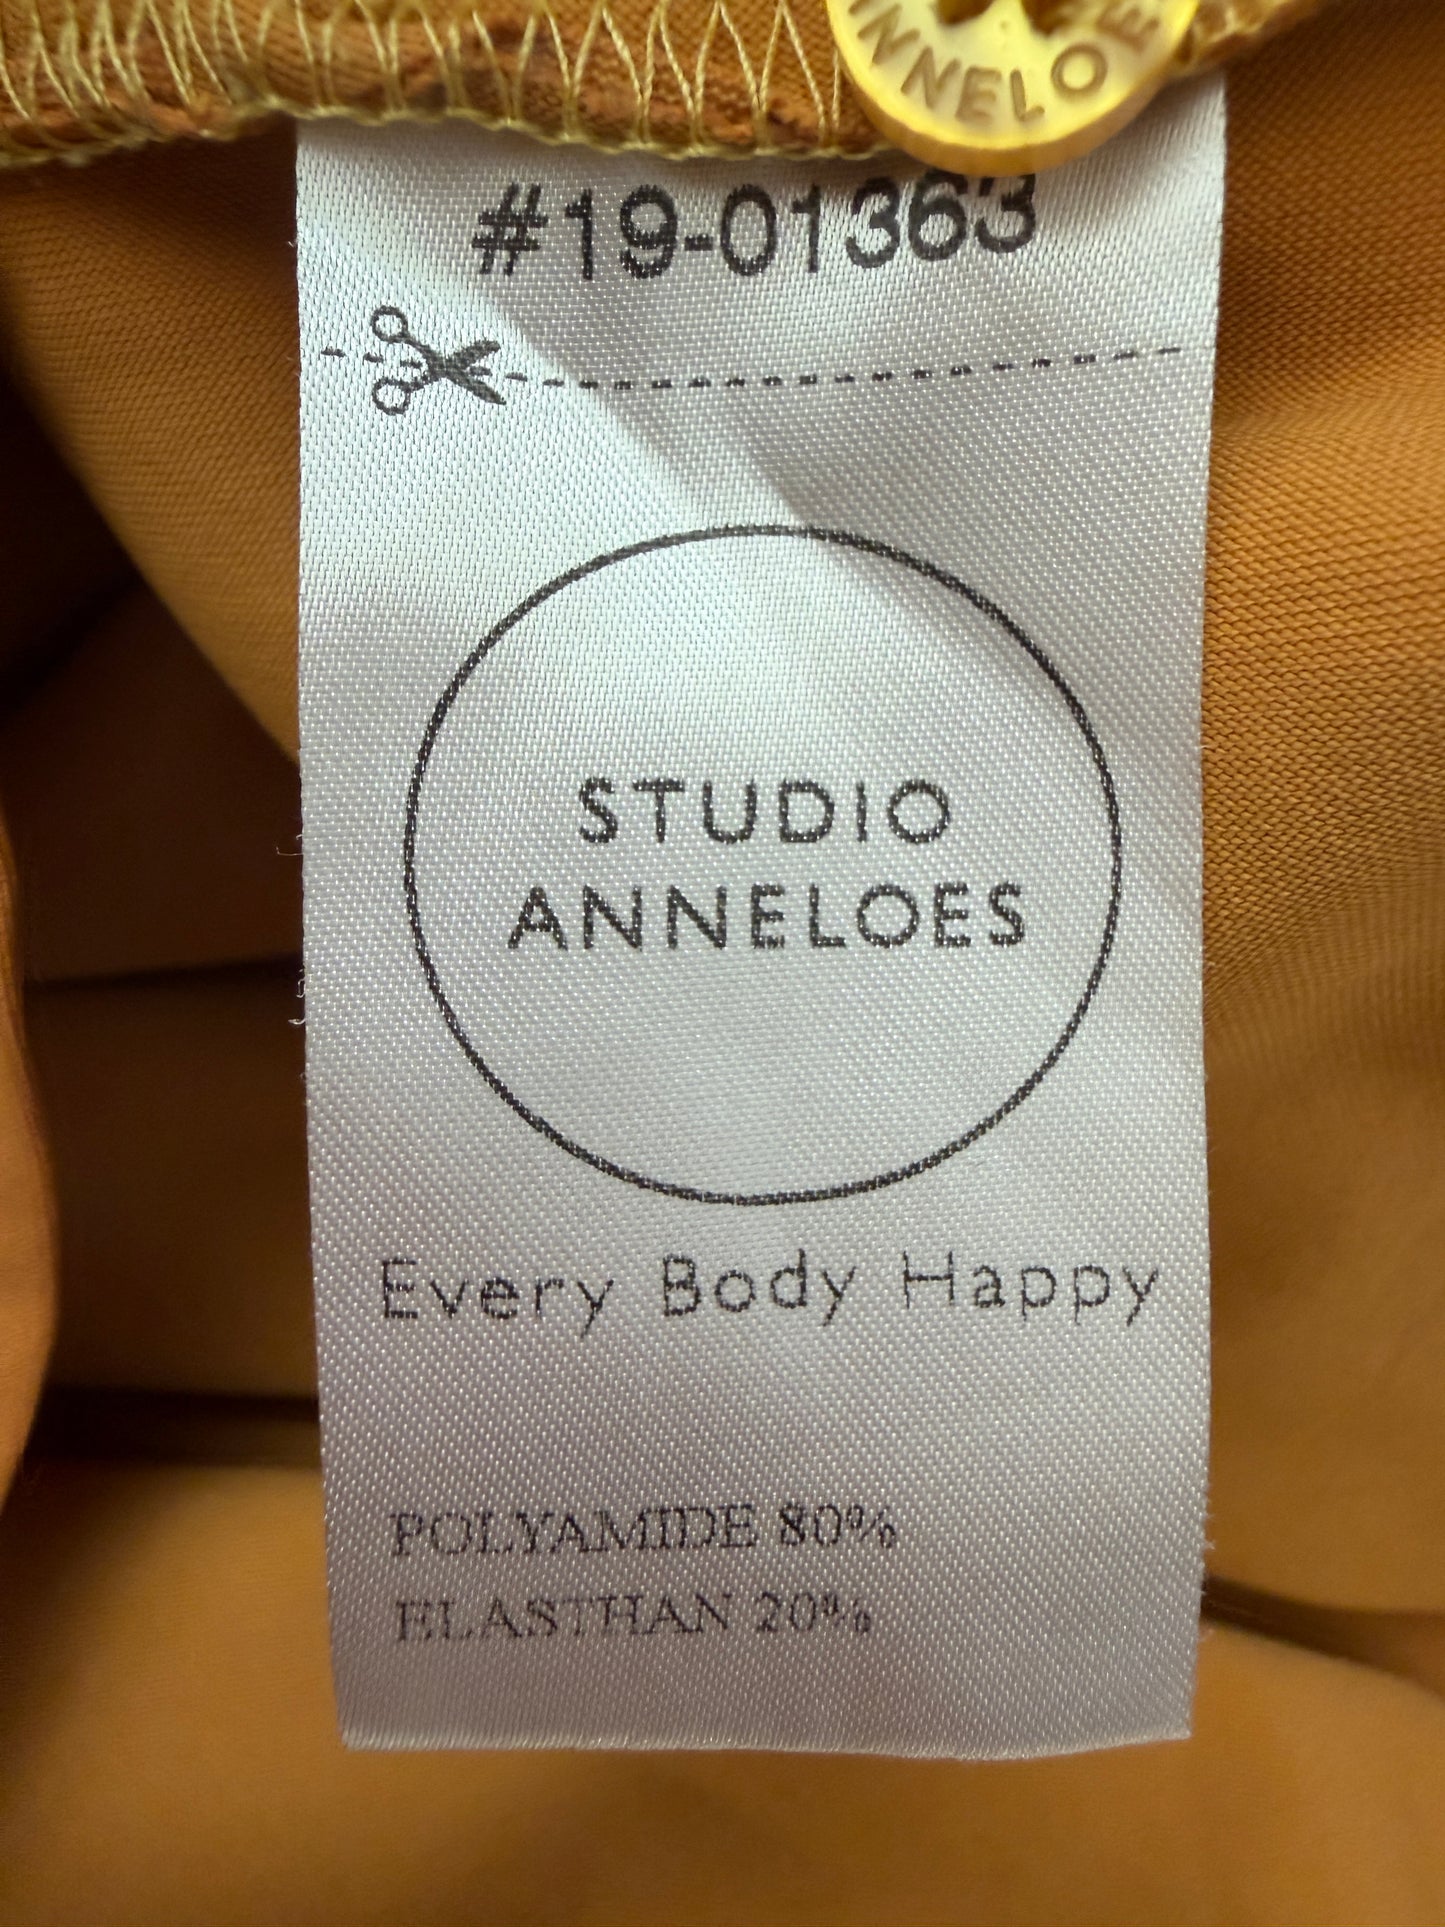 NNELOE
#19-01363
STUDIO
ANNELOES
Every Body Happy
POLYAMIDE 80%
ELASTHAN 20%